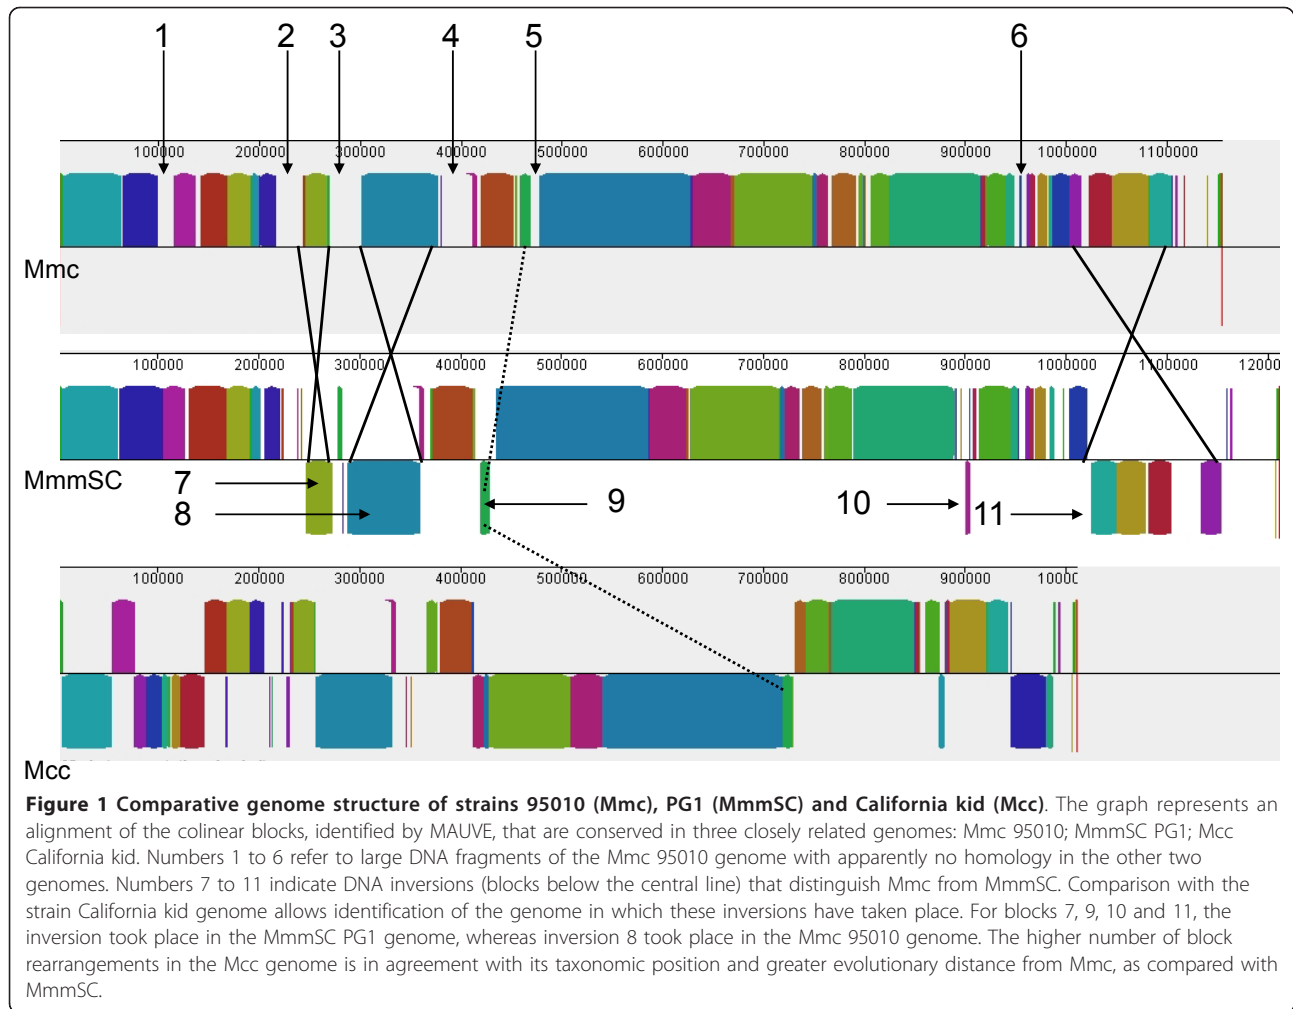 1 2 3 4 5 6
100000 200000 300000 400000 500000 600000 700000 800000 900000 1000000 1100000
Mmc
100000 200000 300000 400000 500000 600000 700000 800000 900000 1000000 1100000 12000
MmmSC
7
8
9
10
11
100000 200000 300000 400000 500000 600000 700000 800000 900000 1000
Mcc
Figure 1 Comparative genome structure of strains 95010 (Mmc), PG1 (MmmSC) and California kid (Mcc). The graph represents an
alignment of the colinear blocks, identified by MAUVE, that are conserved in three closely related genomes: Mmc 95010; MmmSC PG1; Mcc
California kid. Numbers 1 to 6 refer to large DNA fragments of the Mmc 95010 genome with apparently no homology in the other two
genomes. Numbers 7 to 11 indicate DNA inversions (blocks below the central line) that distinguish Mmc from MmmSC. Comparison with the
strain California kid genome allows identification of the genome in which these inversions have taken place. For blocks 7, 9, 10 and 11, the
inversion took place in the MmmSC PG1 genome, whereas inversion 8 took place in the Mmc 95010 genome. The higher number of block
rearrangements in the Mcc genome is in agreement with its taxonomic position and greater evolutionary distance from Mmc, as compared with
MmmSC.